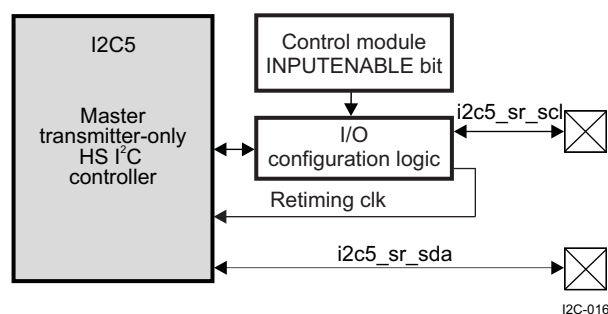 I2C5
Master
transmitter-only
HS I²C
controller
Control module
INPUTENABLE bit
I/O
configuration logic
i2c5_sr_scl
Retiming clk
i2c5_sr_sda
I2C-016